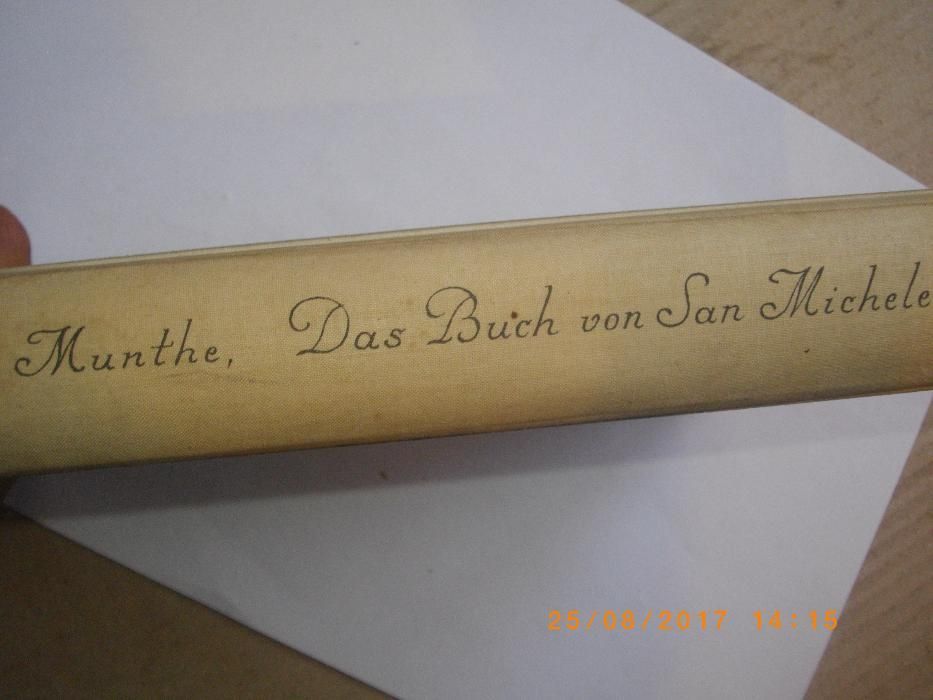 Munthe, Das Buch von San Michele
25/08/2017 14:15